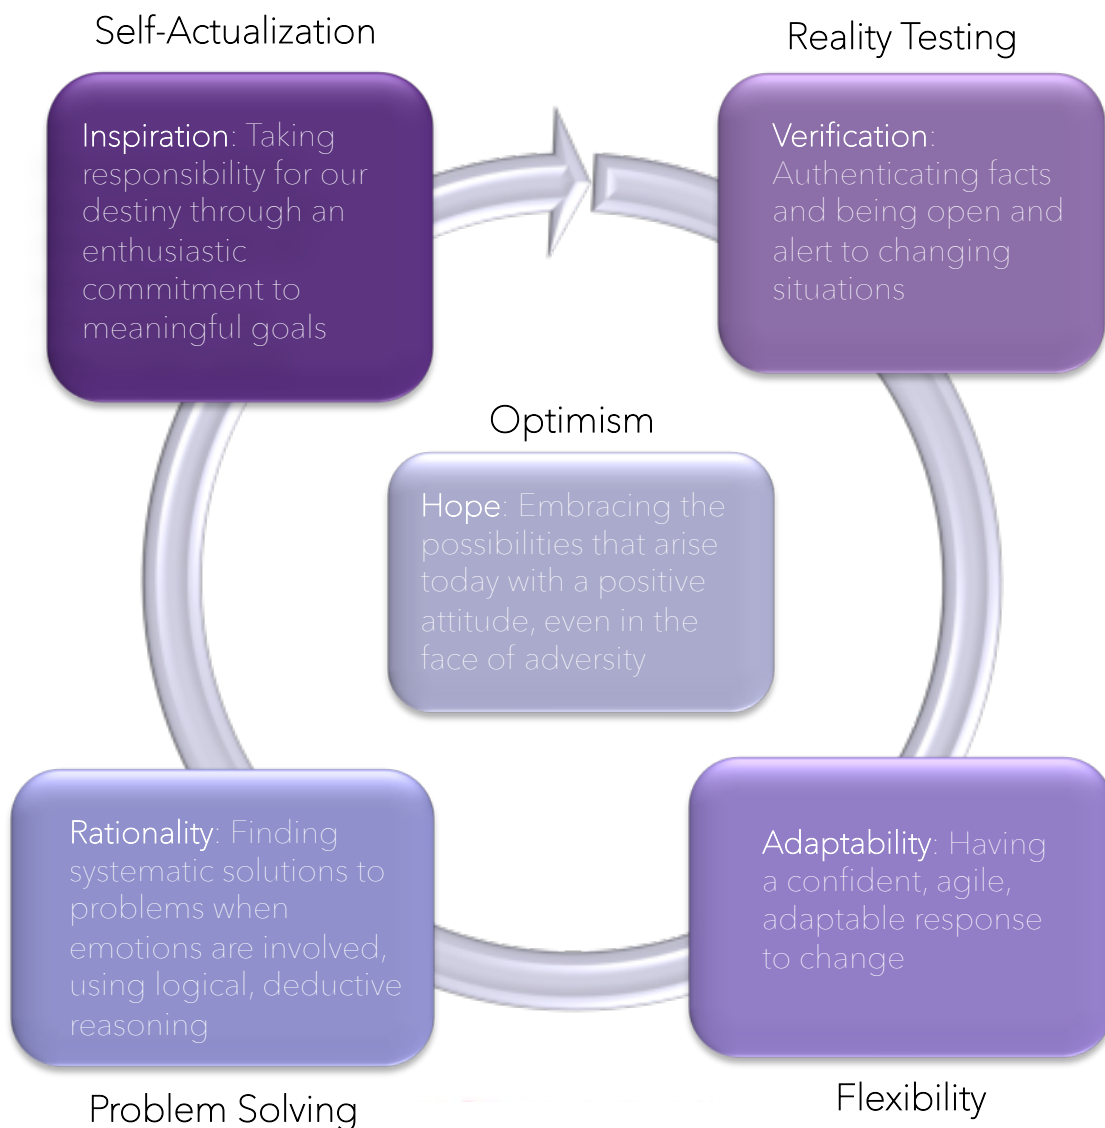 Self-Actualization
Inspiration: Taking
responsibility for our
destiny through an
enthusiastic
commitment to
meaningful goals
Reality Testing
Verification:
Authenticating facts
and being open and
alert to changing
situations
Optimism
Hope: Embracing the
possibilities that arise
today with a positive
attitude, even in the
face of adversity
Rationality: Finding
systematic solutions to
problems when
emotions are involved,
using logical, deductive
reasoning
Problem Solving
Adaptability: Having
a confident, agile,
adaptable response
to change
Flexibility